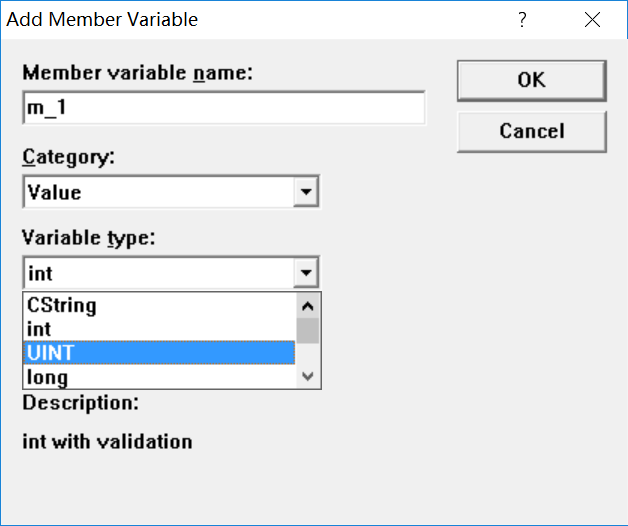 Add Member Variable
?
Member variable name:
OK
m_1
Cancel
Category:
Value
Variable type:
int
CString
int
UINT
long
Description:
int with validation